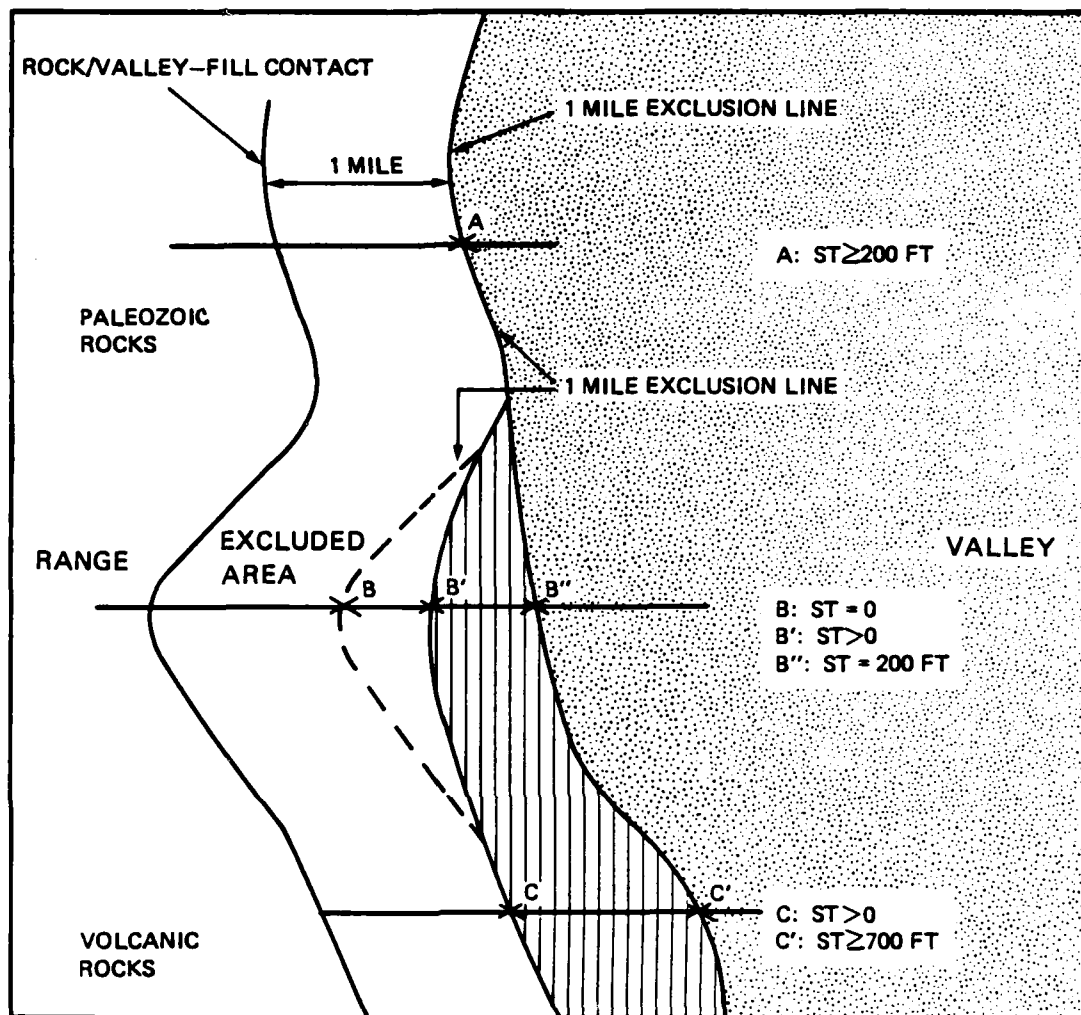 ROCK/VALLEY-FILL CONTACT
1 MILE EXCLUSION LINE
1 MILE
A
A: ST≥200 FT
PALEOZOIC
ROCKS
1 MILE EXCLUSION LINE
RANGE
EXCLUDED
AREA
VALLEY
B
B'
B''
B: ST = 0
B': ST>0
B'': ST = 200 FT
C
C'
C: ST>0
C': ST≥700 FT
VOLCANIC
ROCKS